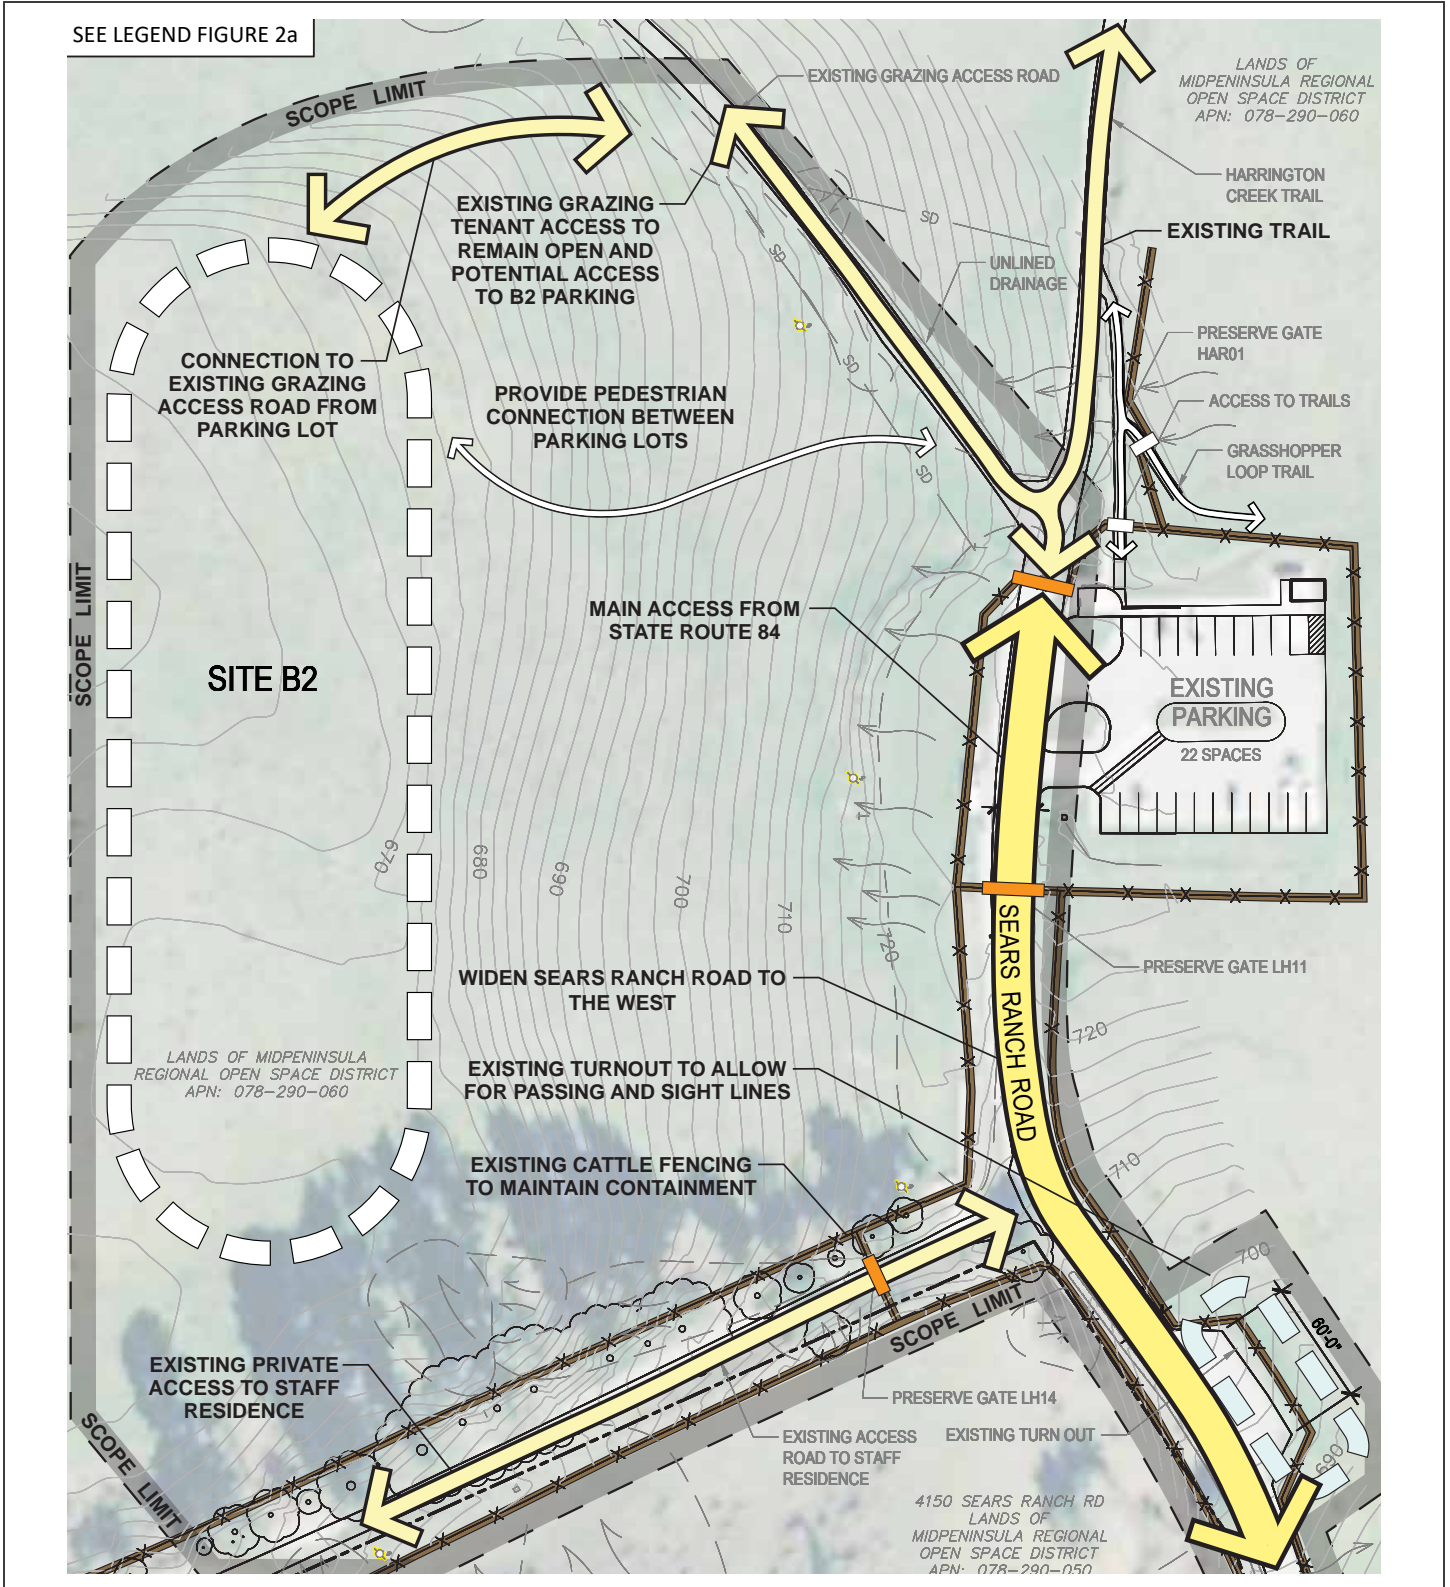 SEE LEGEND FIGURE 2a
SCOPE LIMIT
EXISTING GRAZING ACCESS ROAD
LANDS OF
MIDPENINSULA REGIONAL
OPEN SPACE DISTRICT
APN: 078-290-060
HARRINGTON
CREEK TRAIL
EXISTING TRAIL
EXISTING GRAZING
TENANT ACCESS TO
REMAIN OPEN AND
POTENTIAL ACCESS
TO B2 PARKING
SD
SD
UNLINED
DRAINAGE
PRESERVE GATE
HAR01
CONNECTION TO
EXISTING GRAZING
ACCESS ROAD FROM
PARKING LOT
SD
PROVIDE PEDESTRIAN
CONNECTION BETWEEN
PARKING LOTS
ACCESS TO TRAILS
GRASSHOPPER
LOOP TRAIL
SD
SCOPE LIMIT
MAIN ACCESS FROM
STATE ROUTE 84
SITE B2
EXISTING
PARKING
22 SPACES
670
680
690
700
710
720
SEARS RANCH ROAD
PRESERVE GATE LH11
WIDEN SEARS RANCH ROAD TO
THE WEST
720
LANDS OF MIDPENINSULA
REGIONAL OPEN SPACE DISTRICT
APN: 078-290-060
EXISTING TURNOUT TO ALLOW
FOR PASSING AND SIGHT LINES
710
EXISTING CATTLE FENCING
TO MAINTAIN CONTAINMENT
700
60'-0"
SCOPE LIMIT
EXISTING PRIVATE
ACCESS TO STAFF
RESIDENCE
PRESERVE GATE LH14
EXISTING ACCESS
ROAD TO STAFF
RESIDENCE
EXISTING TURN OUT
690
SCOPE LIMIT
4150 SEARS RANCH RD
LANDS OF
MIDPENINSULA REGIONAL
OPEN SPACE DISTRICT
APN: 078-290-050